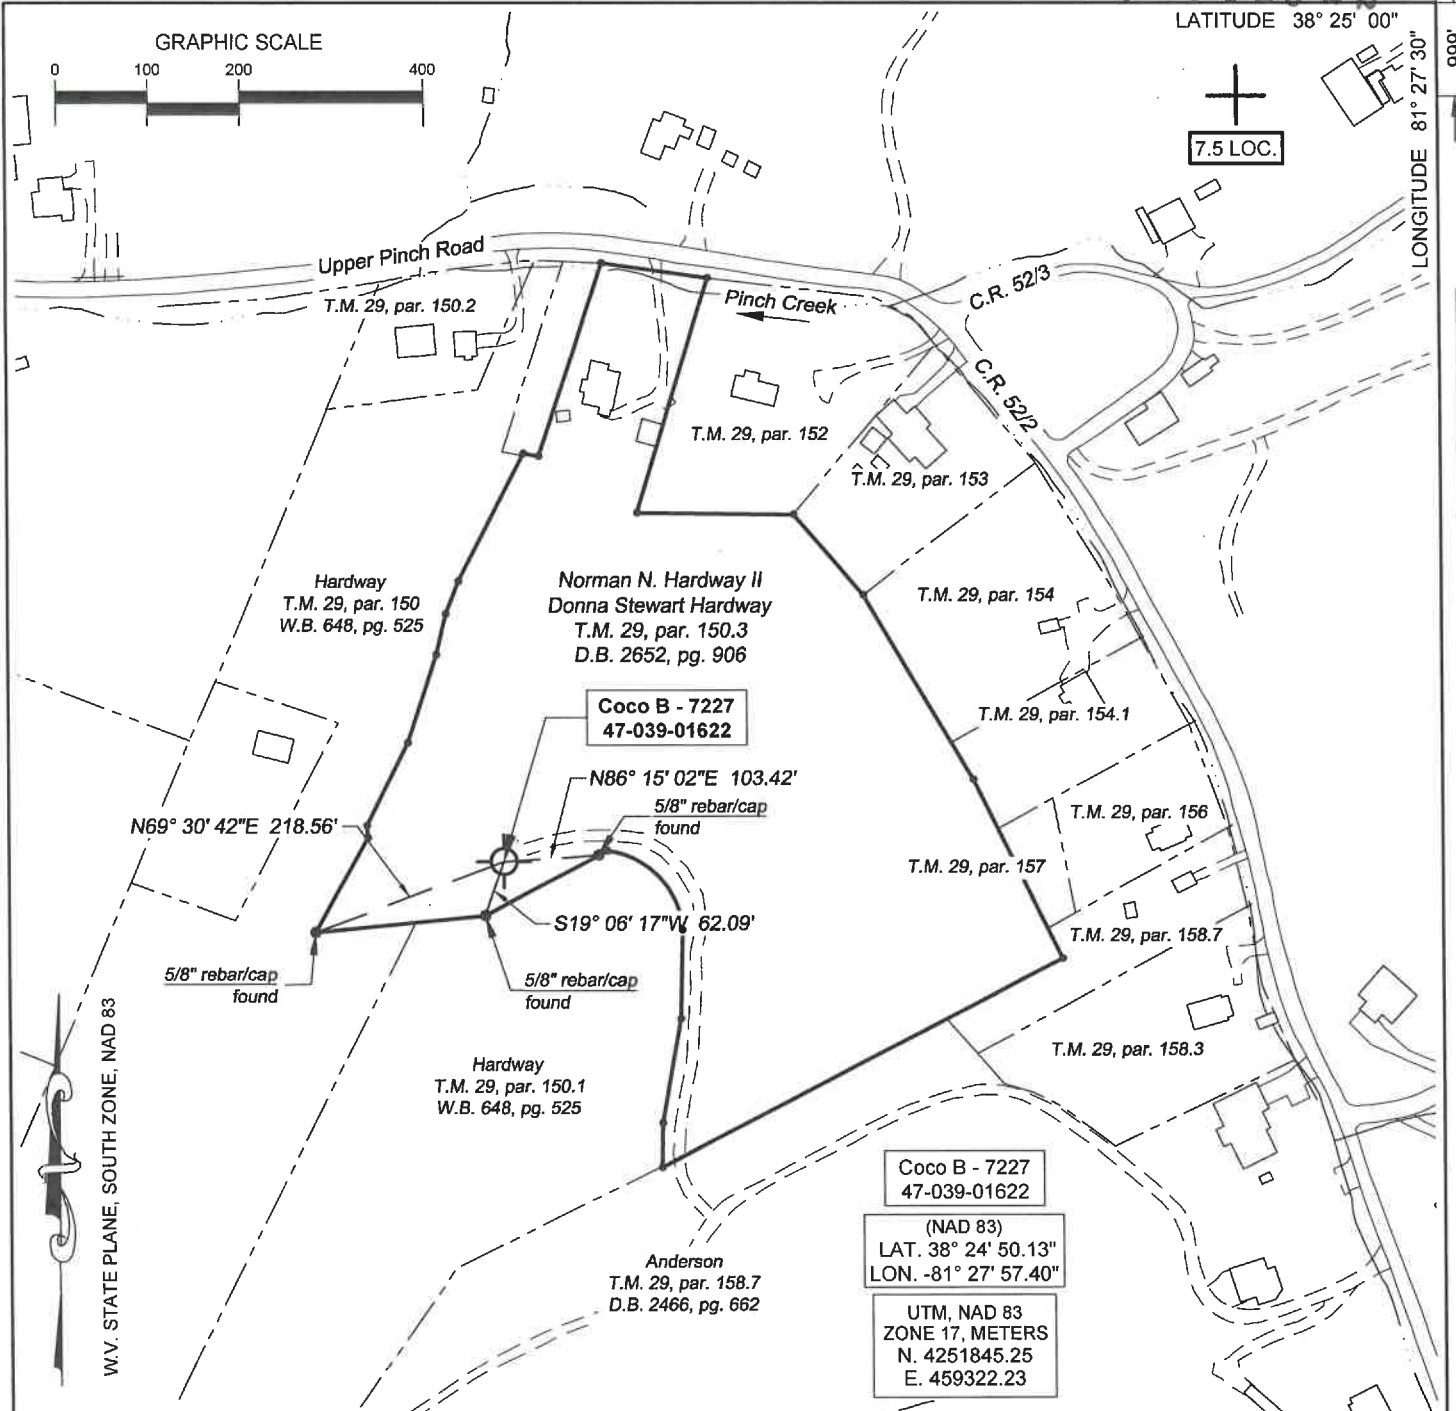 LATITUDE 38° 25' 00"
GRAPHIC SCALE
0 100 200 400
LONGITUDE 81° 27' 30"
7.5 LOC.
Upper Pinch Road
T.M. 29, par. 150.2
Pinch Creek
C.R. 52/3
C.R. 52/2
T.M. 29, par. 152
T.M. 29, par. 153
Hardway
T.M. 29, par. 150
W.B. 648, pg. 525
Norman N. Hardway II
Donna Stewart Hardway
T.M. 29, par. 150.3
D.B. 2652, pg. 906
T.M. 29, par. 154
Coco B - 7227
47-039-01622
T.M. 29, par. 154.1
N86° 15' 02"E 103.42'
5/8" rebar/cap
found
N69° 30' 42"E 218.56'
T.M. 29, par. 156
T.M. 29, par. 157
S19° 06' 17"W 62.09'
T.M. 29, par. 158.7
5/8" rebar/cap
found
5/8" rebar/cap
found
T.M. 29, par. 158.3
Hardway
T.M. 29, par. 150.1
W.B. 648, pg. 525
W.V. STATE PLANE, SOUTH ZONE, NAD 83
Coco B - 7227
47-039-01622
(NAD 83)
LAT. 38° 24' 50.13"
LON. -81° 27' 57.40"
Anderson
T.M. 29, par. 158.7
D.B. 2466, pg. 662
UTM, NAD 83
ZONE 17, METERS
N. 4251845.25
E. 459322.23